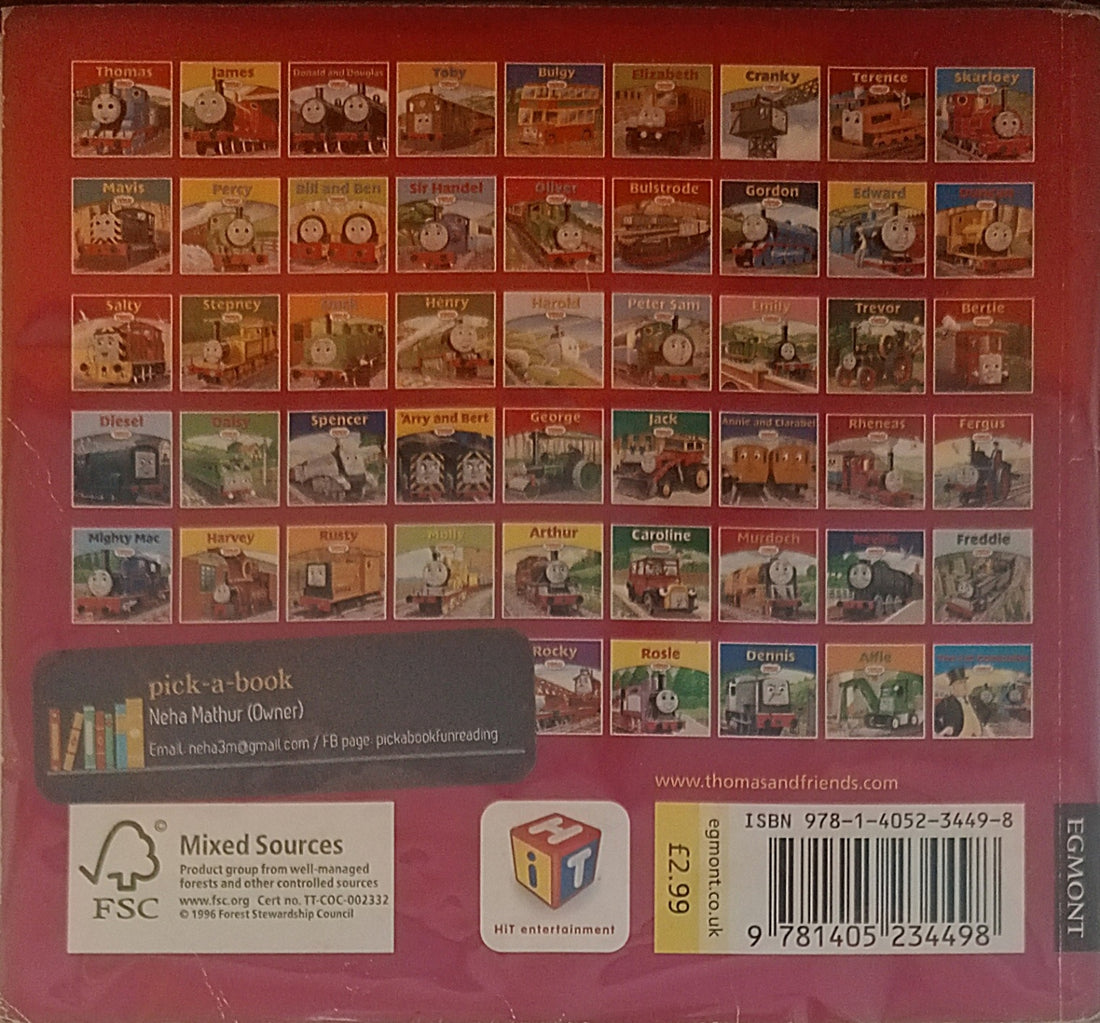 Thomas
James
Donald and Douglas
Toby
Bulgy
Elizabeth
Cranky
Terence
Skarloey
Mavis
Percy
Bill and Ben
Sir Handel
Oliver
Bulstrode
Gordon
Edward
Duncan
Salty
Stepney
Duck
Henry
Harold
Peter Sam
Emily
Trevor
Bertie
Diesel
Daisy
Spencer
'Arry and Bert
George
Jack
Annie and Clarabel
Rheneas
Fergus
Mighty Mac
Harvey
Rusty
Molly
Arthur
Caroline
Murdoch
Neville
Freddie
Rocky
Rosie
Dennis
Alfie
pick-a-book
Neha Mathur (Owner)
Email. neha3m@gmail.com / FB page: pickabookfunreading
www.thomasandfriends.com
©
FSC
Mixed Sources
Product group from well-managed
forests and other controlled sources
www.fsc.org Cert no. TT-COC-002332
© 1996 Forest Stewardship Council
HiT
HiT entertainment
£2.99
egmont.co.uk
ISBN 978-1-4052-3449-8
9 781405 234498
EGMONT